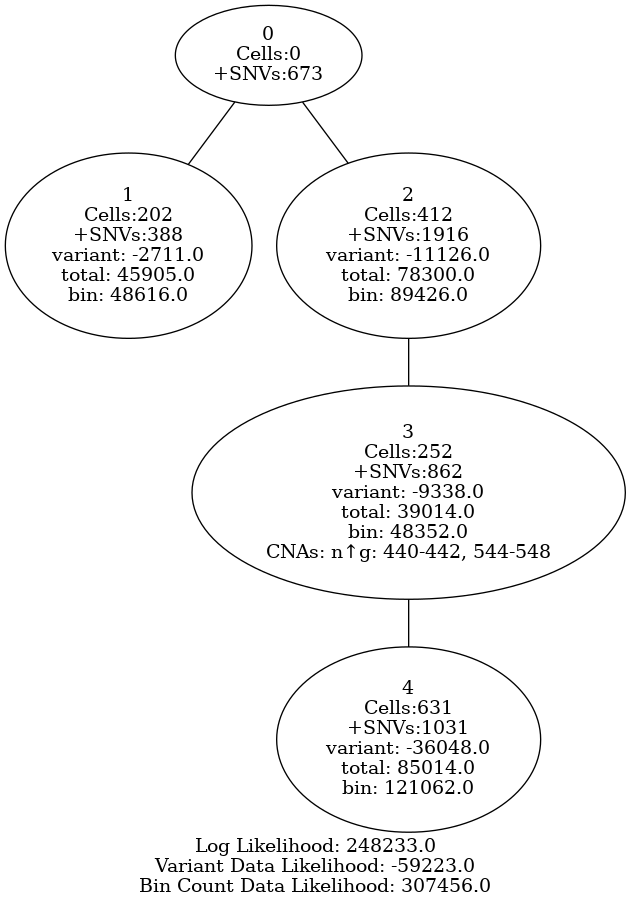 0
Cells:0
+SNVs:673
1
Cells:202
+SNVs:388
variant: -2711.0
total: 45905.0
bin: 48616.0
2
Cells:412
+SNVs:1916
variant: -11126.0
total: 78300.0
bin: 89426.0
3
Cells:252
+SNVs:862
variant: -9338.0
total: 39014.0
bin: 48352.0
CNAs: n↑g: 440-442, 544-548
4
Cells:631
+SNVs:1031
variant: -36048.0
total: 85014.0
bin: 121062.0
Log Likelihood: 248233.0
Variant Data Likelihood: -59223.0
Bin Count Data Likelihood: 307456.0